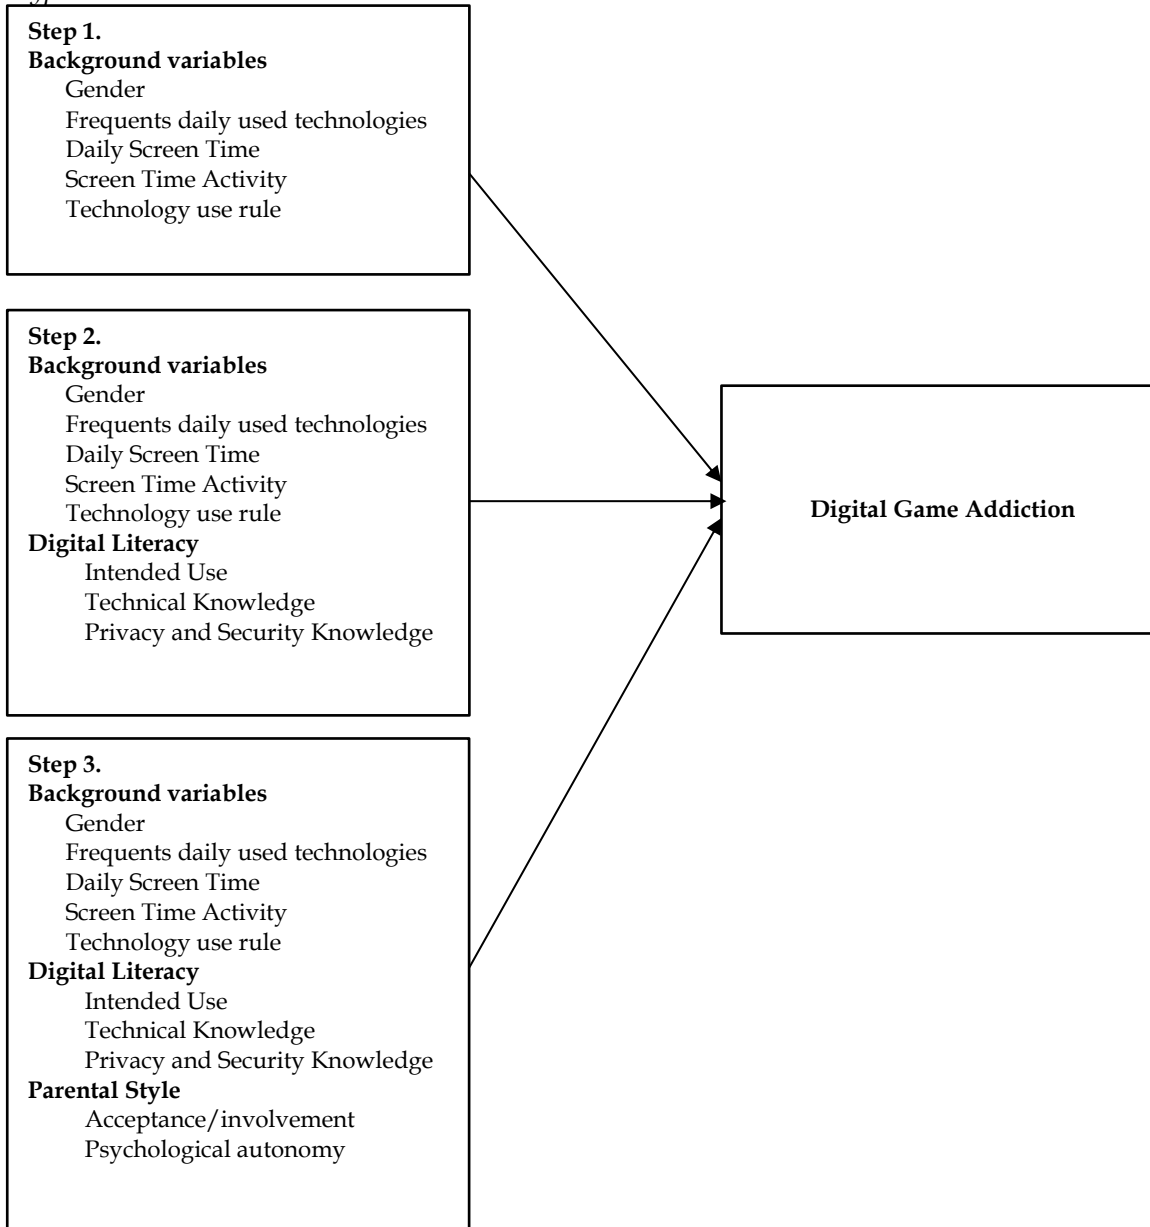 Step 1.
Background variables
Gender
Frequents daily used technologies
Daily Screen Time
Screen Time Activity
Technology use rule
Step 2.
Background variables
Gender
Frequents daily used technologies
Daily Screen Time
Screen Time Activity
Technology use rule
Digital Literacy
Intended Use
Technical Knowledge
Privacy and Security Knowledge
Digital Game Addiction
Step 3.
Background variables
Gender
Frequents daily used technologies
Daily Screen Time
Screen Time Activity
Technology use rule
Digital Literacy
Intended Use
Technical Knowledge
Privacy and Security Knowledge
Parental Style
Acceptance/involvement
Psychological autonomy